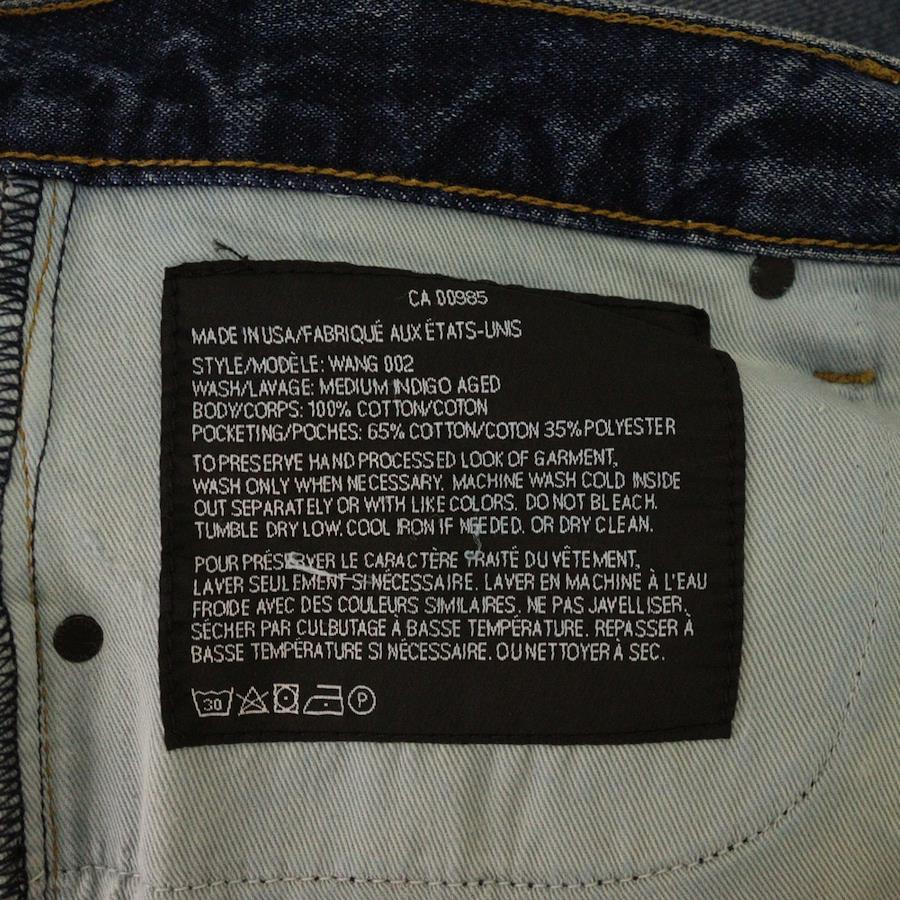 CA 00985
MADE IN USA/FABRIQUÉ AUX ÉTATS-UNIS
STYLE/MODÈLE: WANG 002
WASH/LAVAGE: MEDIUM INDIGO AGED
BODY/CORPS: 100% COTTON/COTON
POCKETING/POCHES: 65% COTTON/COTON 35% POLYESTER
TO PRESERVE HAND PROCESSED LOOK OF GARMENT,
WASH ONLY WHEN NECESSARY. MACHINE WASH COLD INSIDE
OUT SEPARATELY OR WITH LIKE COLORS. DO NOT BLEACH.
TUMBLE DRY LOW. COOL IRON IF NEEDED. OR DRY CLEAN.
POUR PRÉSERVER LE CARACTÈRE TRAITÉ DU VÊTEMENT,
LAVER SEULEMENT SI NÉCESSAIRE. LAVER EN MACHINE À L'EAU
FROIDE AVEC DES COULEURS SIMILAIRES. NE PAS JAVELLISER.
SÉCHER PAR CULBUTAGE À BASSE TEMPÉRATURE. REPASSER À
BASSE TEMPÉRATURE SI NÉCESSAIRE. OU NETTOYER À SEC.
30 P